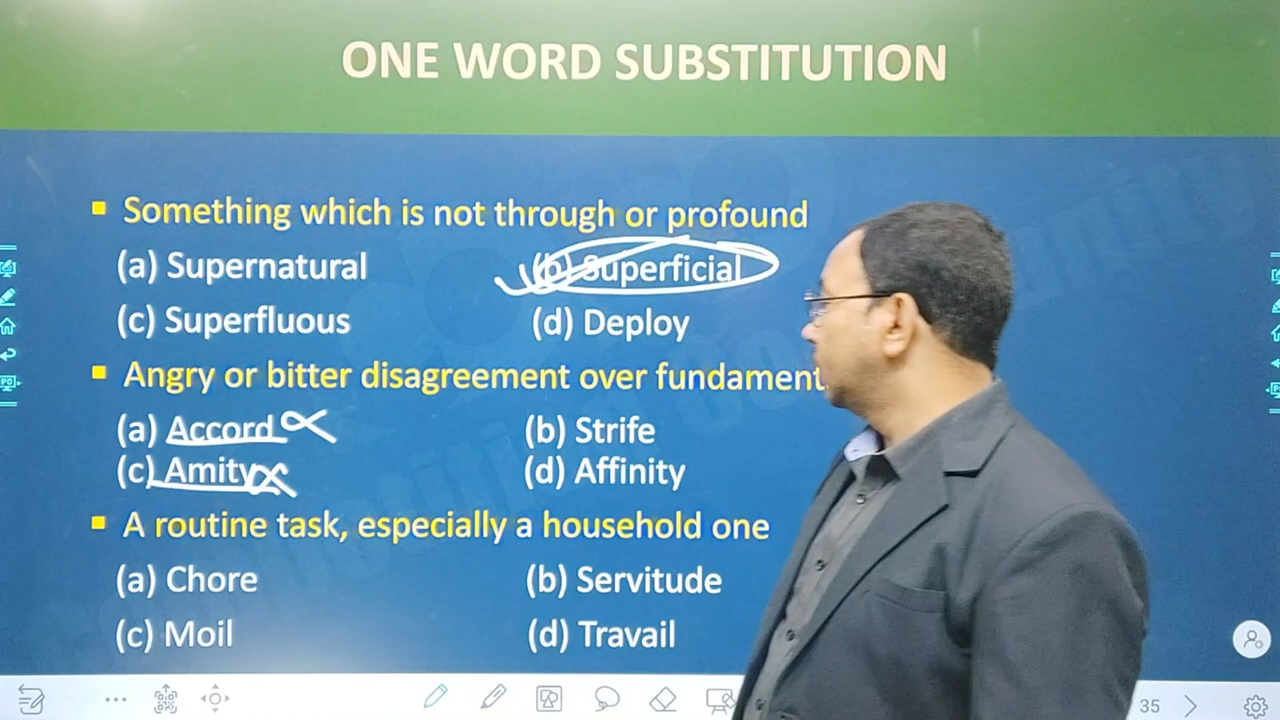 ONE WORD SUBSTITUTION
Something which is not through or profound
(a) Supernatural (b) Superficial
(c) Superfluous (d) Deploy
Angry or bitter disagreement over
(a) Accord (b) Strife
(c) Amity (d) Affinity
A routine task, especially a household one
(a) Chore (b) Servitude
(c) Moil (d) Travail
35